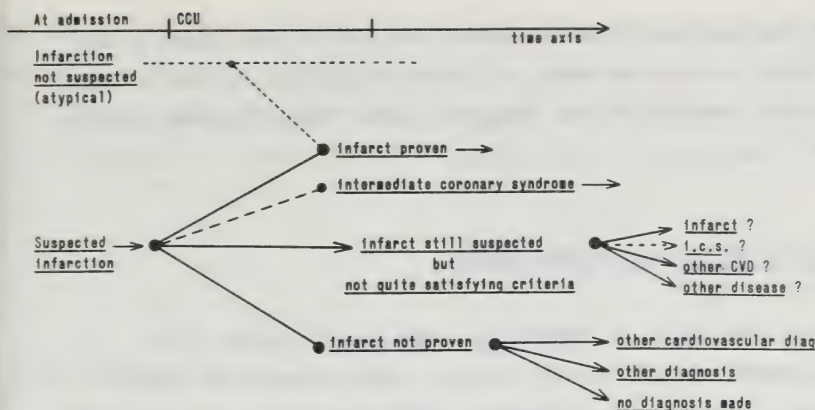 At admission CCU
time axis
Infarction
not suspected
(atypical)
infarct proven
intermediate coronary syndrome
Suspected
infarction
infarct still suspected
but
not quite satisfying criteria
infarct ?
i.c.s. ?
other CVD ?
other disease ?
infarct not proven
other cardiovascular diag
other diagnosis
no diagnosis made